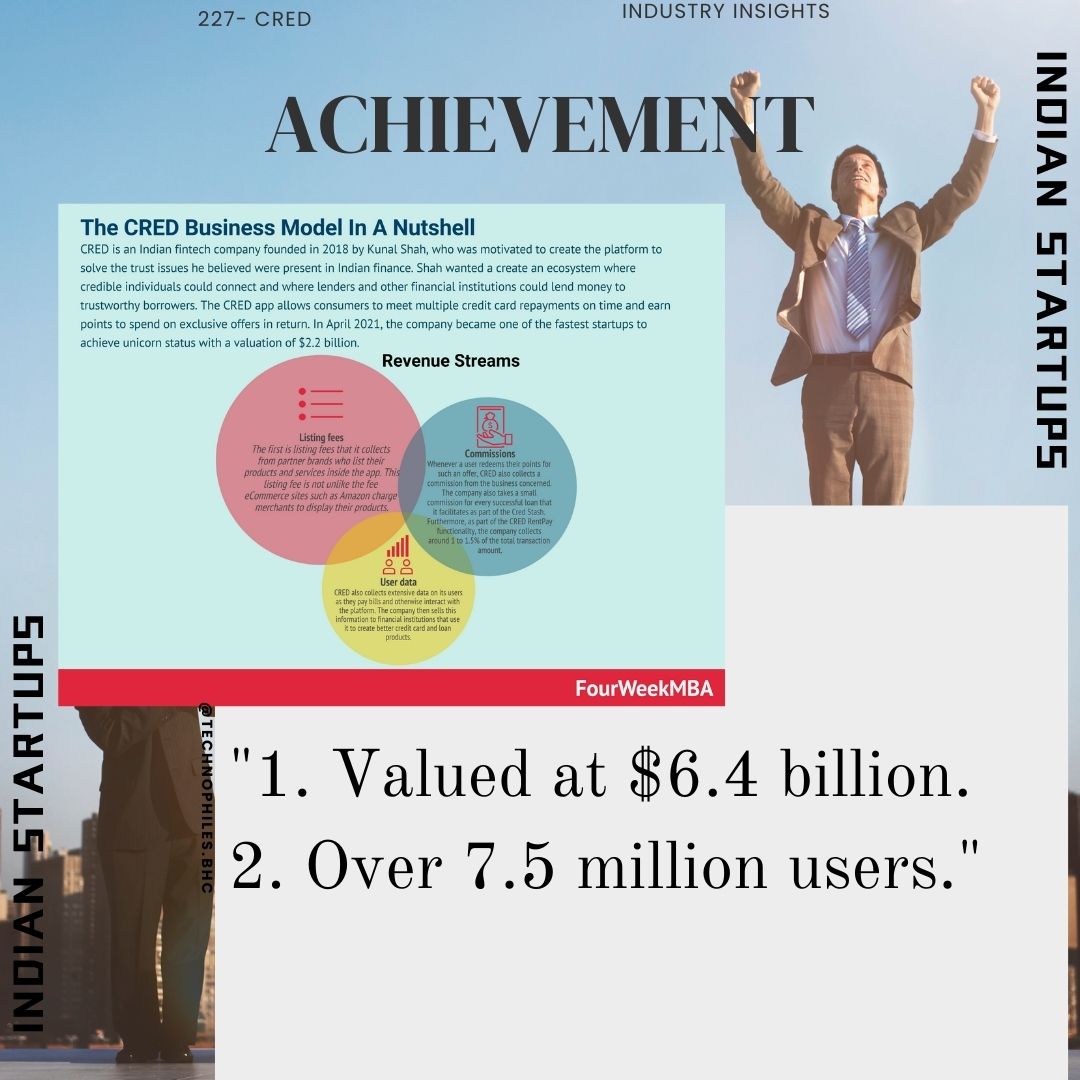 227- CRED
INDUSTRY INSIGHTS
ACHIEVEMENT
INDIAN STARTUPS
The CRED Business Model In A Nutshell
CRED is an Indian fintech company founded in 2018 by Kunal Shah, who was motivated to create the platform to
solve the trust issues he believed were present in Indian finance. Shah wanted a create an ecosystem where
credible individuals could connect and where lenders and other financial institutions could lend money to
trustworthy borrowers. The CRED app allows consumers to meet multiple credit card repayments on time and earn
points to spend on exclusive offers in return. In April 2021, the company became one of the fastest startups to
achieve unicorn status with a valuation of $2.2 billion.
Revenue Streams
Listing fees
The first is listing fees that it collects
from partner brands who list their
products and services inside the app. This
listing fee is not unlike the fee
eCommerce sites such as Amazon charge
merchants to display their products.
Commissions
Whenever a user redeems their points for
such an offer, CRED also collects a
commission from the business concerned.
The company also takes a small
commission for every successful loan that
it facilitates as part of the Cred Stash.
Furthermore, as part of the CRED RentPay
functionality, the company collects
around 1 to 1.5% of the total transaction
amount.
User data
CRED also collects extensive data on its users
as they pay bills and otherwise interact with
the platform. The company then sells this
information to financial institutions that use
it to create better credit card and loan
products.
FourWeekMBA
INDIAN STARTUPS
@TECHNOPHILES.BHC
"1. Valued at $6.4 billion.
2. Over 7.5 million users."